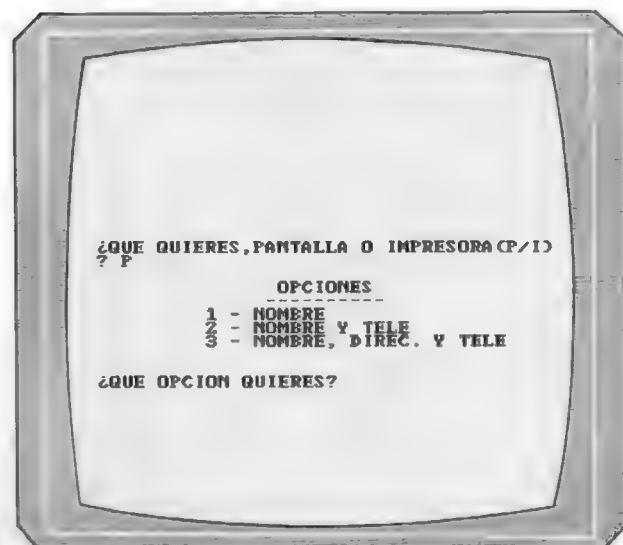 ¿QUE QUIERES,PANTALLA O IMPRESORA(P/I)
? P
OPCIONES
----------
1 - NOMBRE
2 - NOMBRE Y TELE
3 - NOMBRE, DIREC. Y TELE
¿QUE OPCION QUIERES?